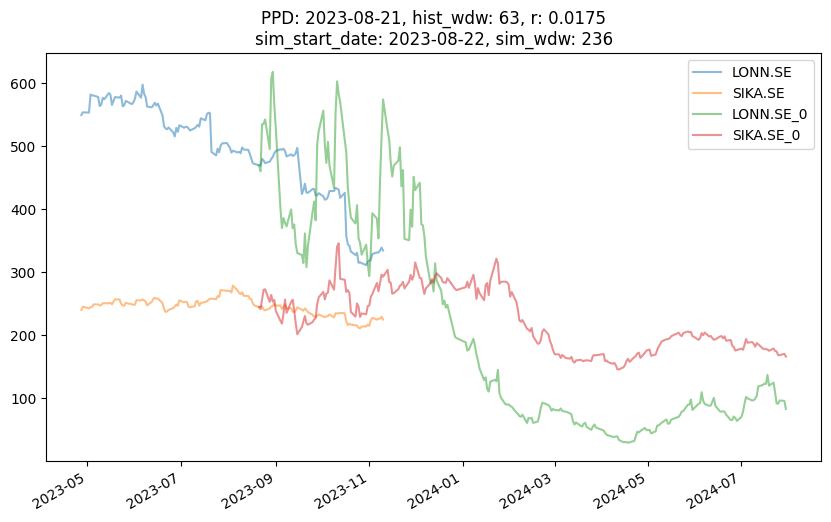 PPD: 2023-08-21, hist_wdw: 63, r: 0.0175
sim_start_date: 2023-08-22, sim_wdw: 236
LONN.SE
SIKA.SE
LONN.SE_0
SIKA.SE_0
600
500
400
300
200
100
2023-05
2023-07
2023-09
2023-11
2024-01
2024-03
2024-05
2024-07